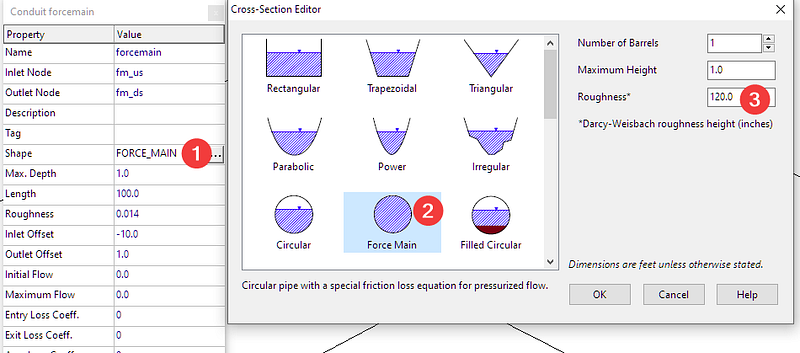 Conduit forcemain
Property Value
Name forcemain
Inlet Node fm_us
Outlet Node fm_ds
Description
Tag
Shape FORCE_MAIN 1 ...
Max. Depth 1.0
Length 100.0
Roughness 0.014
Inlet Offset -10.0
Outlet Offset 1.0
Initial Flow 0.0
Maximum Flow 0.0
Entry Loss Coeff. 0
Exit Loss Coeff. 0
Cross-Section Editor
Rectangular Trapezoidal Triangular
Parabolic Power Irregular
2
Circular Force Main Filled Circular
Circular pipe with a special friction loss equation for pressurized flow.
Number of Barrels 1
Maximum Height 1.0
Roughness* 120.0 3
*Darcy-Weisbach roughness height (inches)
Dimensions are feet unless otherwise stated.
OK Cancel Help